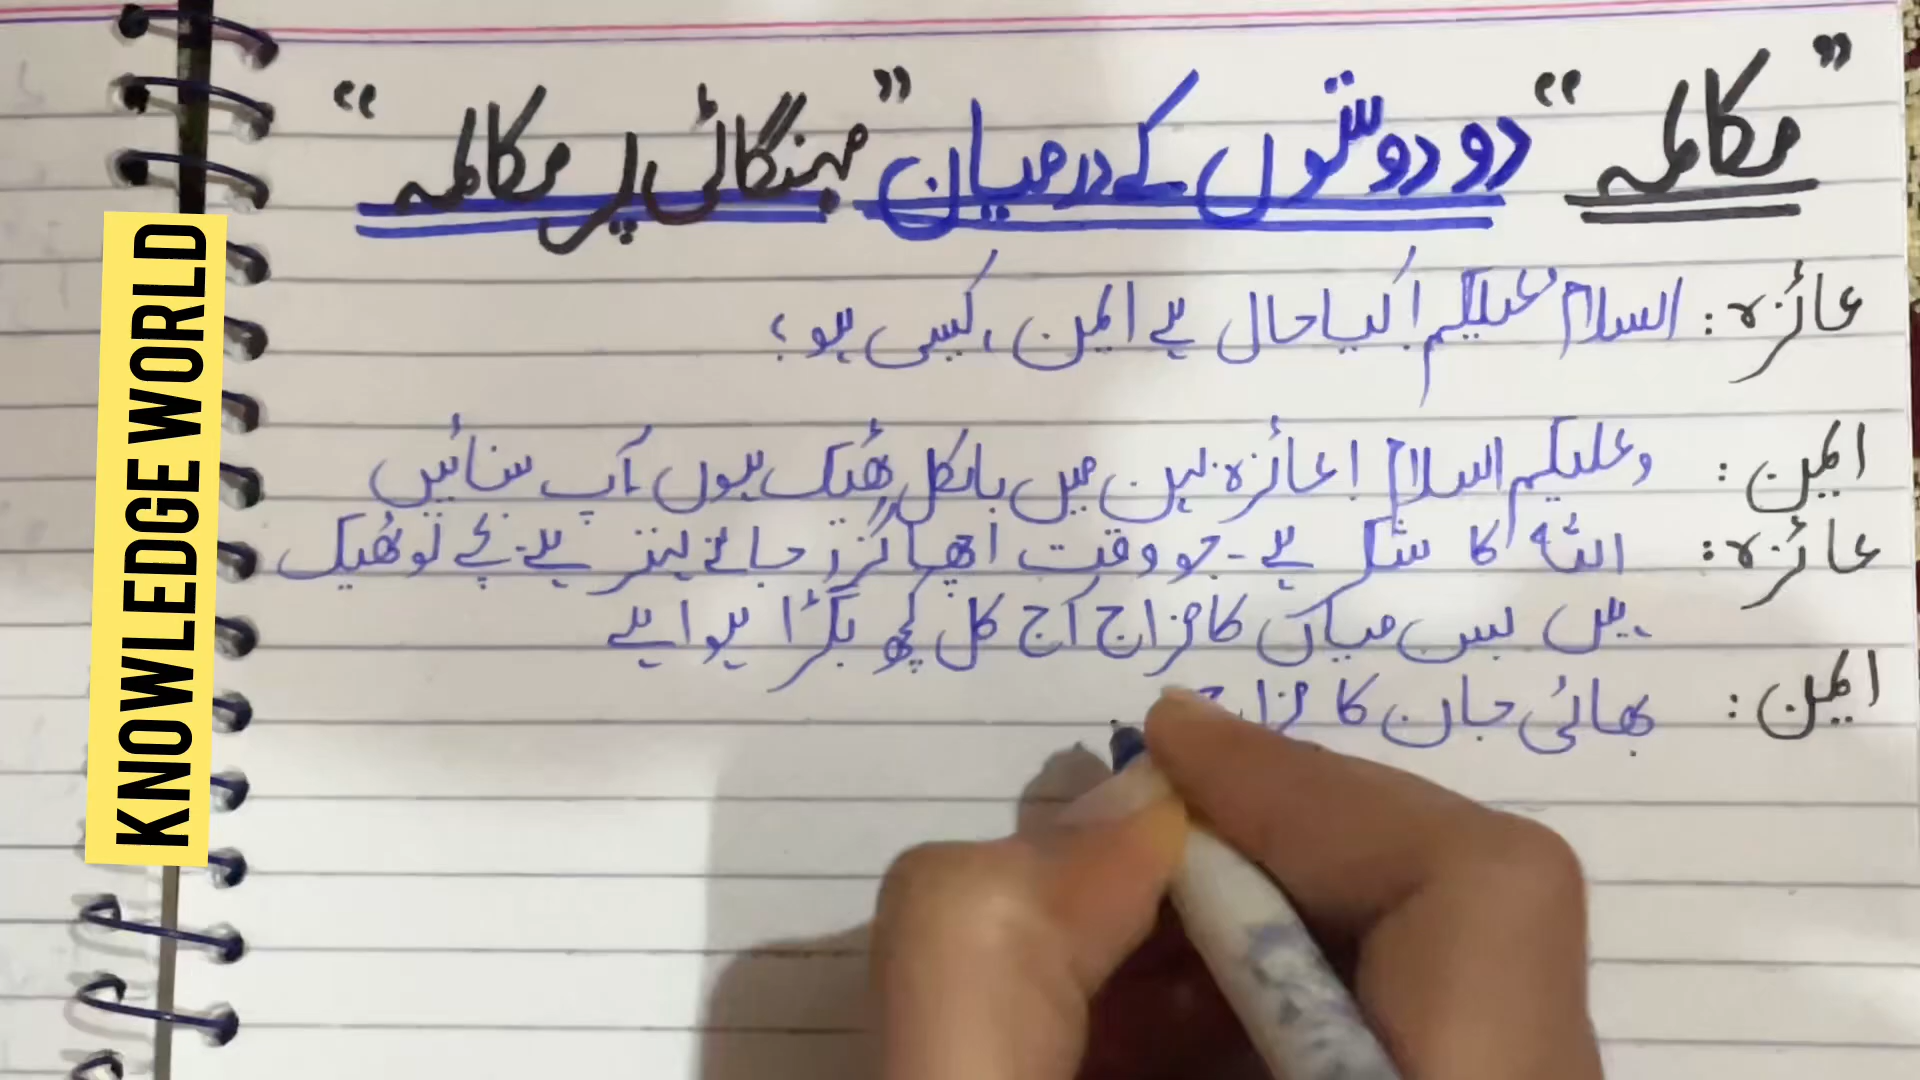 "مکالمہ" دو دوستوں کے درمیان "مہنگائی پر مکالمہ"
عائزہ: السلام علیکم! کیا حال ہے ایمن، کیسی ہو؟
ایمن: وعلیکم السلام! عائزہ بہن میں بالکل ٹھیک ہوں آپ سنائیں
عائزہ: اللہ کا شکر ہے۔ جو وقت اچھا گزر جائے بہتر ہے۔ بچے تو ٹھیک
ہیں بس میاں کا مزاج آج کل کچھ بگڑا ہوا ہے
ایمن: بھائی جان کا مزاج
KNOWLEDGE WORLD